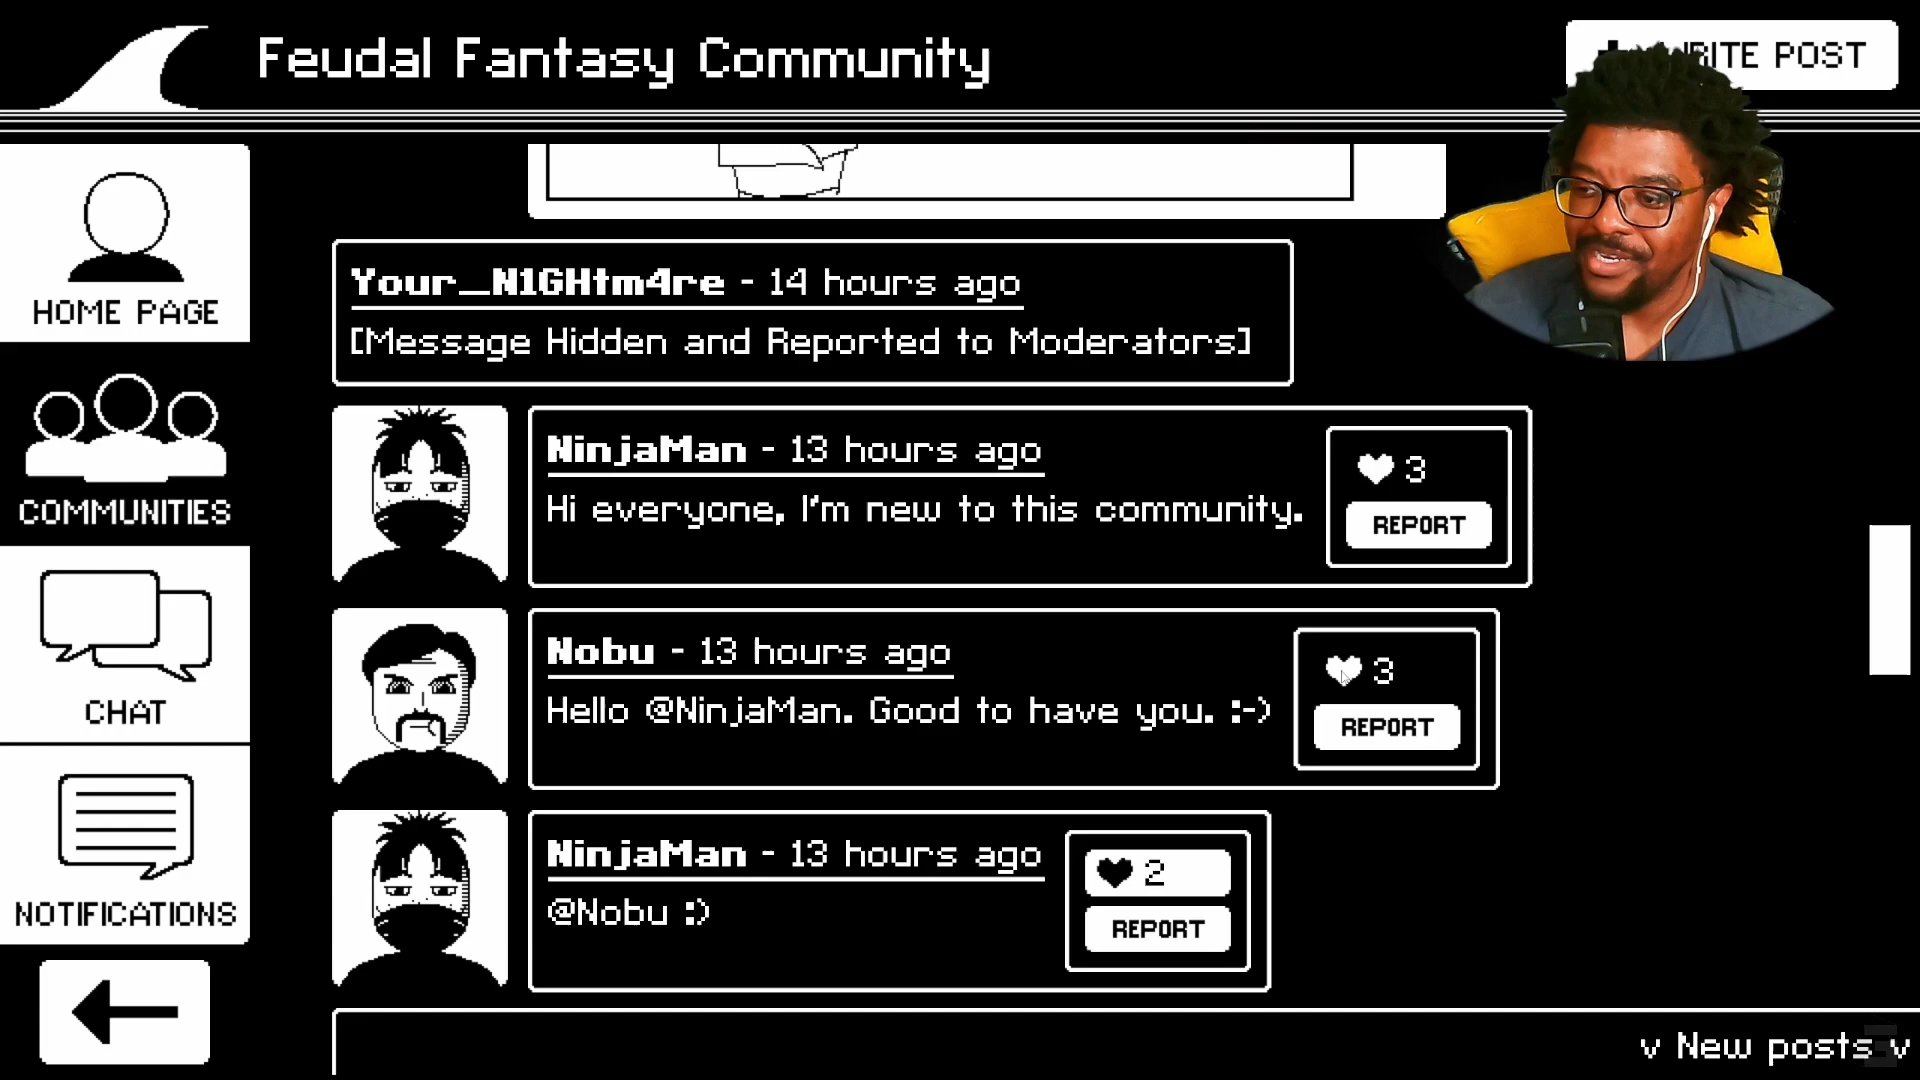 Feudal Fantasy Community
RITE POST
HOME PAGE
COMMUNITIES
CHAT
NOTIFICATIONS
Your_N1GHtm4re - 14 hours ago
[Message Hidden and Reported to Moderators]
NinjaMan - 13 hours ago
Hi everyone, I'm new to this community.
3
REPORT
Nobu - 13 hours ago
Hello @NinjaMan. Good to have you. :-)
3
REPORT
NinjaMan - 13 hours ago
@Nobu :)
2
REPORT
v New posts v